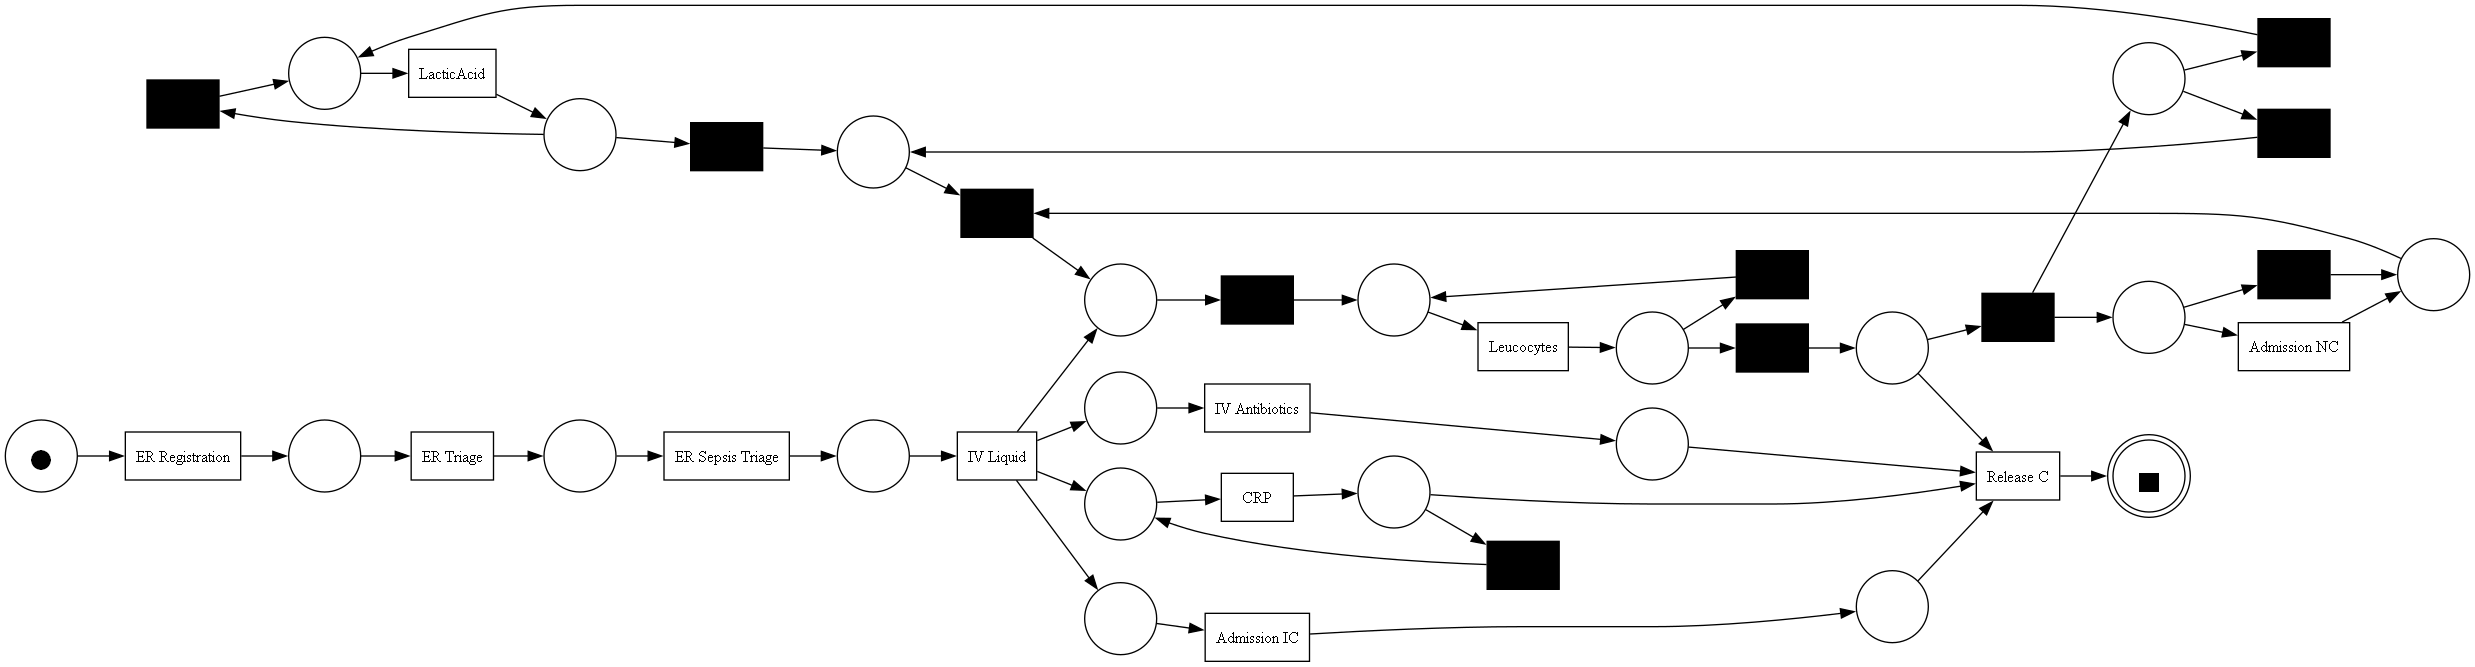 LacticAcid
Leucocytes
Admission NC
IV Antibiotics
ER Registration
ER Triage
ER Sepsis Triage
IV Liquid
Release C
CRP
Admission IC